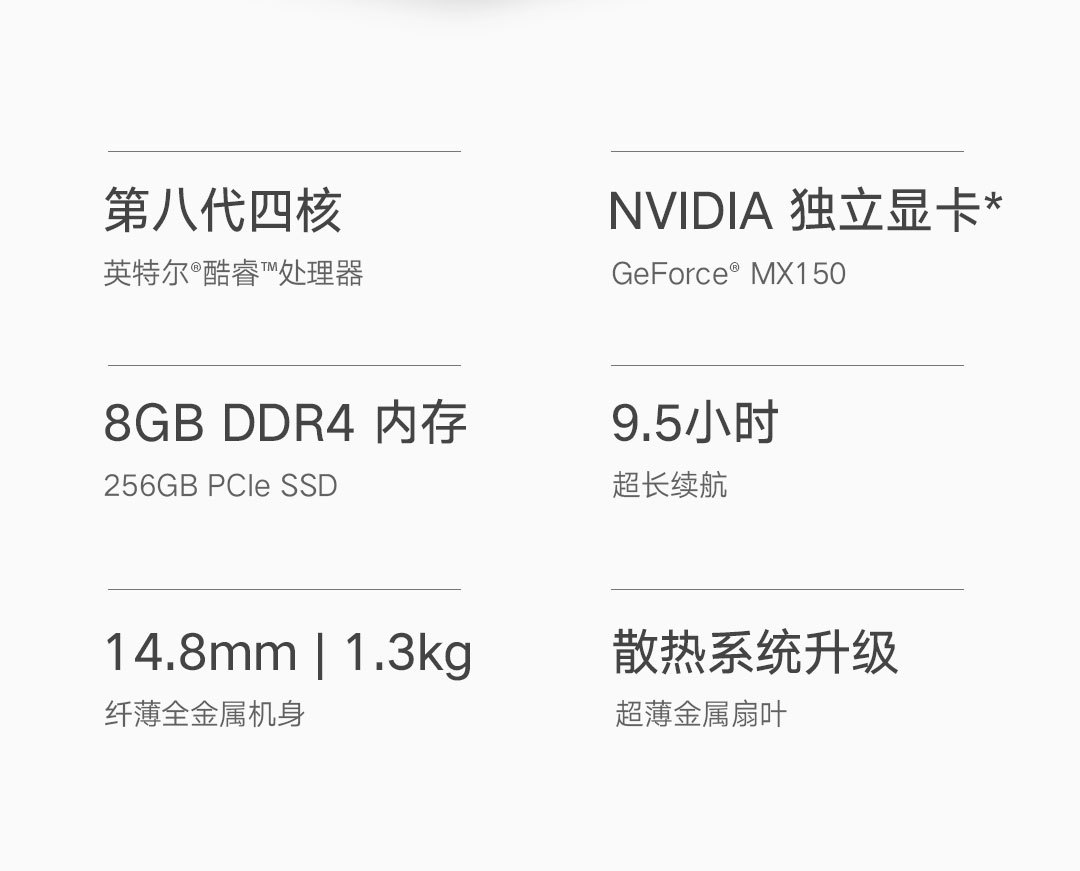 第八代四核
英特尔®酷睿™处理器
NVIDIA 独立显卡*
GeForce® MX150
8GB DDR4 内存
256GB PCIe SSD
9.5小时
超长续航
14.8mm | 1.3kg
纤薄全金属机身
散热系统升级
超薄金属扇叶